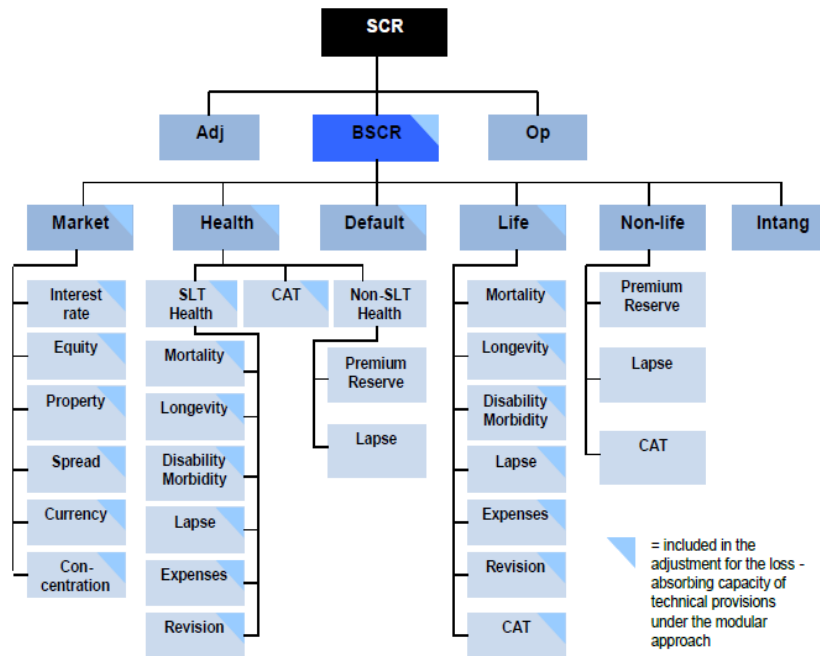 SCR
Adj
BSCR
Op
Market
Health
Default
Life
Non-life
Intang
Interest
rate
Equity
Property
Spread
Currency
Con-
centration
SLT
Health
CAT
Non-SLT
Health
Mortality
Longevity
Disability
Morbidity
Lapse
Expenses
Revision
Premium
Reserve
Lapse
Mortality
Longevity
Disability
Morbidity
Lapse
Expenses
Revision
CAT
Premium
Reserve
Lapse
CAT
= included in the
adjustment for the loss -
absorbing capacity of
technical provisions
under the modular
approach